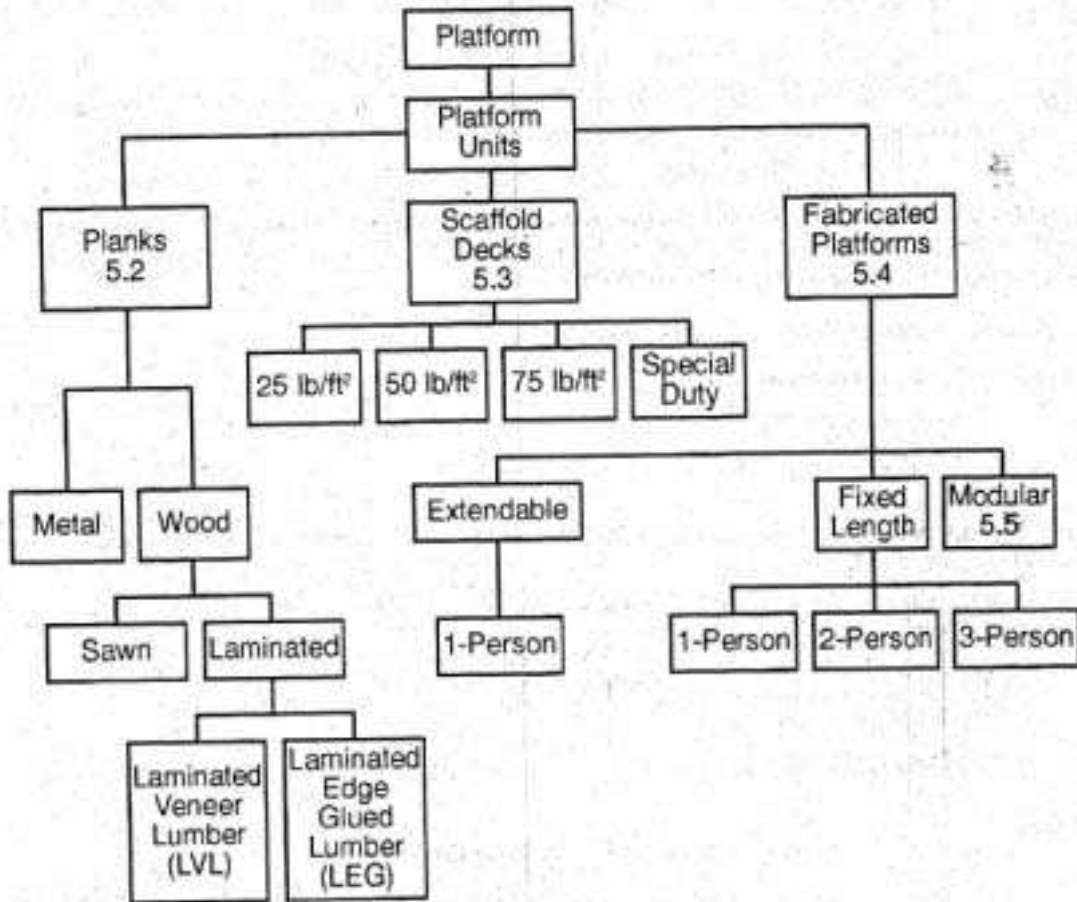 Platform
Platform
Units
Planks
5.2
Scaffold
Decks
5.3
Fabricated
Platforms
5.4
25 lb/ft²
50 lb/ft²
75 lb/ft²
Special
Duty
Metal
Wood
Extendable
Fixed
Length
Modular
5.5
Sawn
Laminated
1-Person
1-Person
2-Person
3-Person
Laminated
Veneer
Lumber
(LVL)
Laminated
Edge
Glued
Lumber
(LEG)